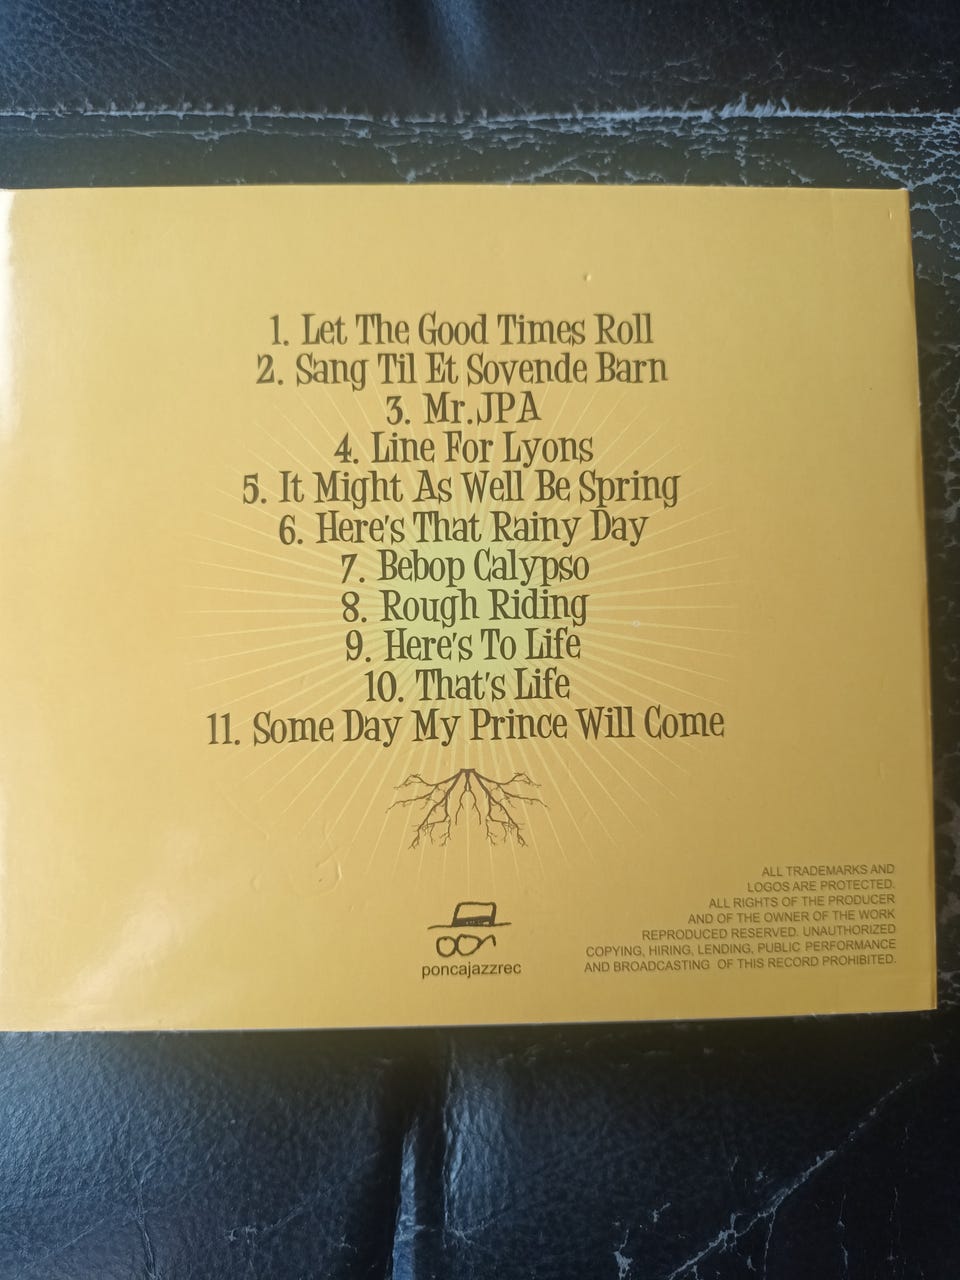 1. Let The Good Times Roll
2. Sang Til Et Sovende Barn
3. Mr.JPA
4. Line For Lyons
5. It Might As Well Be Spring
6. Here's That Rainy Day
7. Bebop Calypso
8. Rough Riding
9. Here's To Life
10. That's Life
11. Some Day My Prince Will Come
poncajazzrec
ALL TRADEMARKS AND
LOGOS ARE PROTECTED.
ALL RIGHTS OF THE PRODUCER
AND OF THE OWNER OF THE WORK
REPRODUCED RESERVED. UNAUTHORIZED
COPYING, HIRING, LENDING, PUBLIC PERFORMANCE
AND BROADCASTING OF THIS RECORD PROHIBITED.